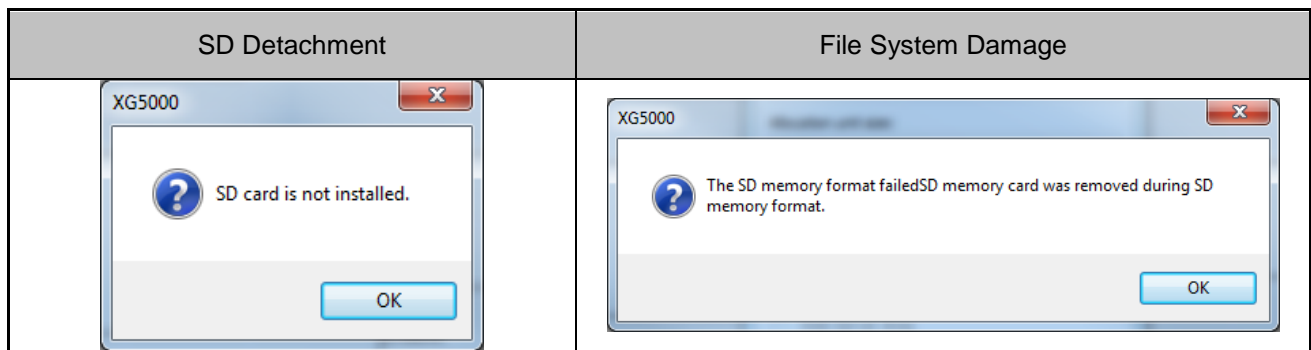 SD Detachment
File System Damage
XG5000
SD card is not installed.
OK
XG5000
The SD memory format failedSD memory card was removed during SD
memory format.
OK